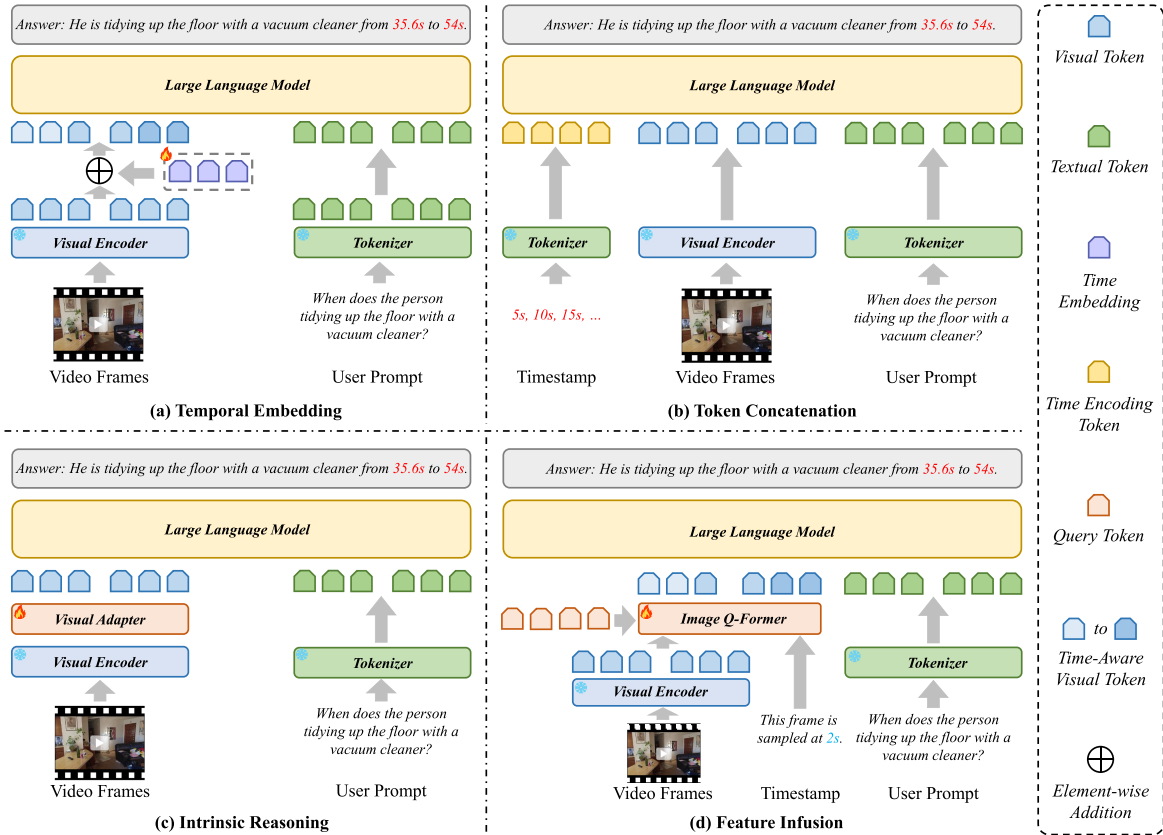 Answer: He is tidying up the floor with a vacuum cleaner from 35.6s to 54s.
Large Language Model
Visual Encoder
Tokenizer
When does the person
tidying up the floor with a
vacuum cleaner?
Video Frames
User Prompt
(a) Temporal Embedding
Answer: He is tidying up the floor with a vacuum cleaner from 35.6s to 54s.
Large Language Model
Tokenizer
Visual Encoder
Tokenizer
5s, 10s, 15s, ...
When does the person
tidying up the floor with a
vacuum cleaner?
Timestamp
Video Frames
User Prompt
(b) Token Concatenation
Answer: He is tidying up the floor with a vacuum cleaner from 35.6s to 54s.
Large Language Model
Visual Adapter
Visual Encoder
Tokenizer
When does the person
tidying up the floor with a
vacuum cleaner?
Video Frames
User Prompt
(c) Intrinsic Reasoning
Answer: He is tidying up the floor with a vacuum cleaner from 35.6s to 54s.
Large Language Model
Image Q-Former
Visual Encoder
Tokenizer
This frame is
sampled at 2s.
When does the person
tidying up the floor with a
vacuum cleaner?
Video Frames
Timestamp
User Prompt
(d) Feature Infusion
Visual Token
Textual Token
Time
Embedding
Time Encoding
Token
Query Token
to
Time-Aware
Visual Token
Element-wise
Addition